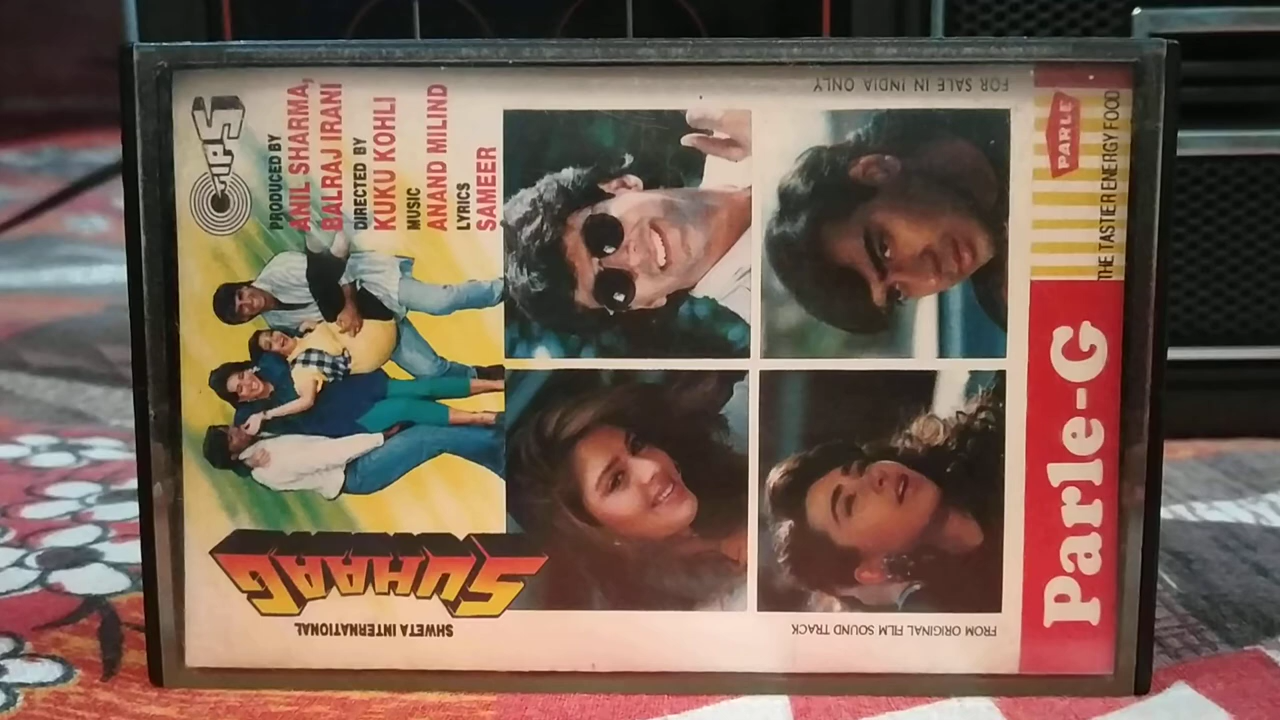 TIPS
PRODUCED BY
ANIL SHARMA,
BALRAJ IRANI
DIRECTED BY
KUKU KOHLI
MUSIC
ANAND MILIND
LYRICS
SAMEER
SHWETA INTERNATIONAL
SUHAAG
FOR SALE IN INDIA ONLY
FROM ORIGINAL FILM SOUND TRACK
PARLE
THE TASTIER ENERGY FOOD
Parle-G